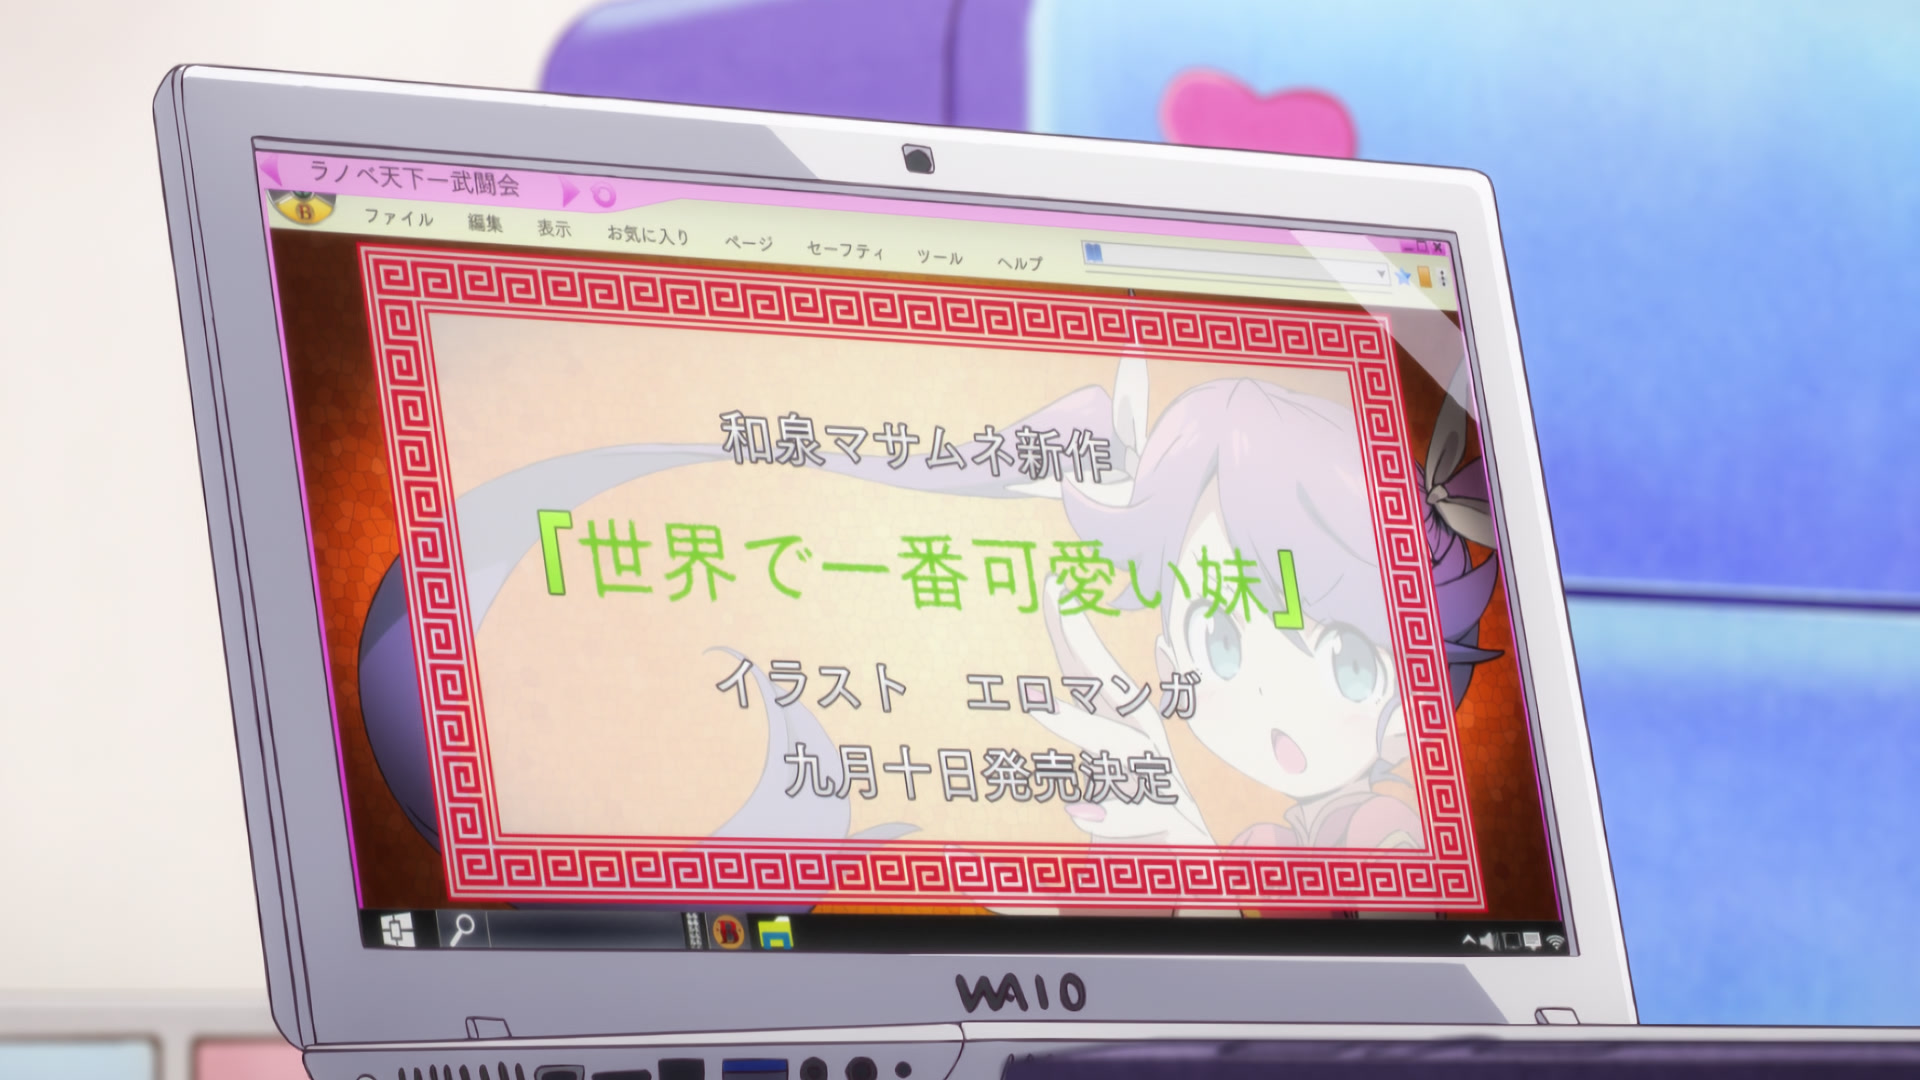 ラノベ天下一武闘会
B
ファイル 編集 表示 お気に入り ページ セーフティ ツール ヘルプ
和泉マサムネ新作
『世界で一番可愛い妹』
イラスト エロマンガ
九月十日発売決定
B
WAIO